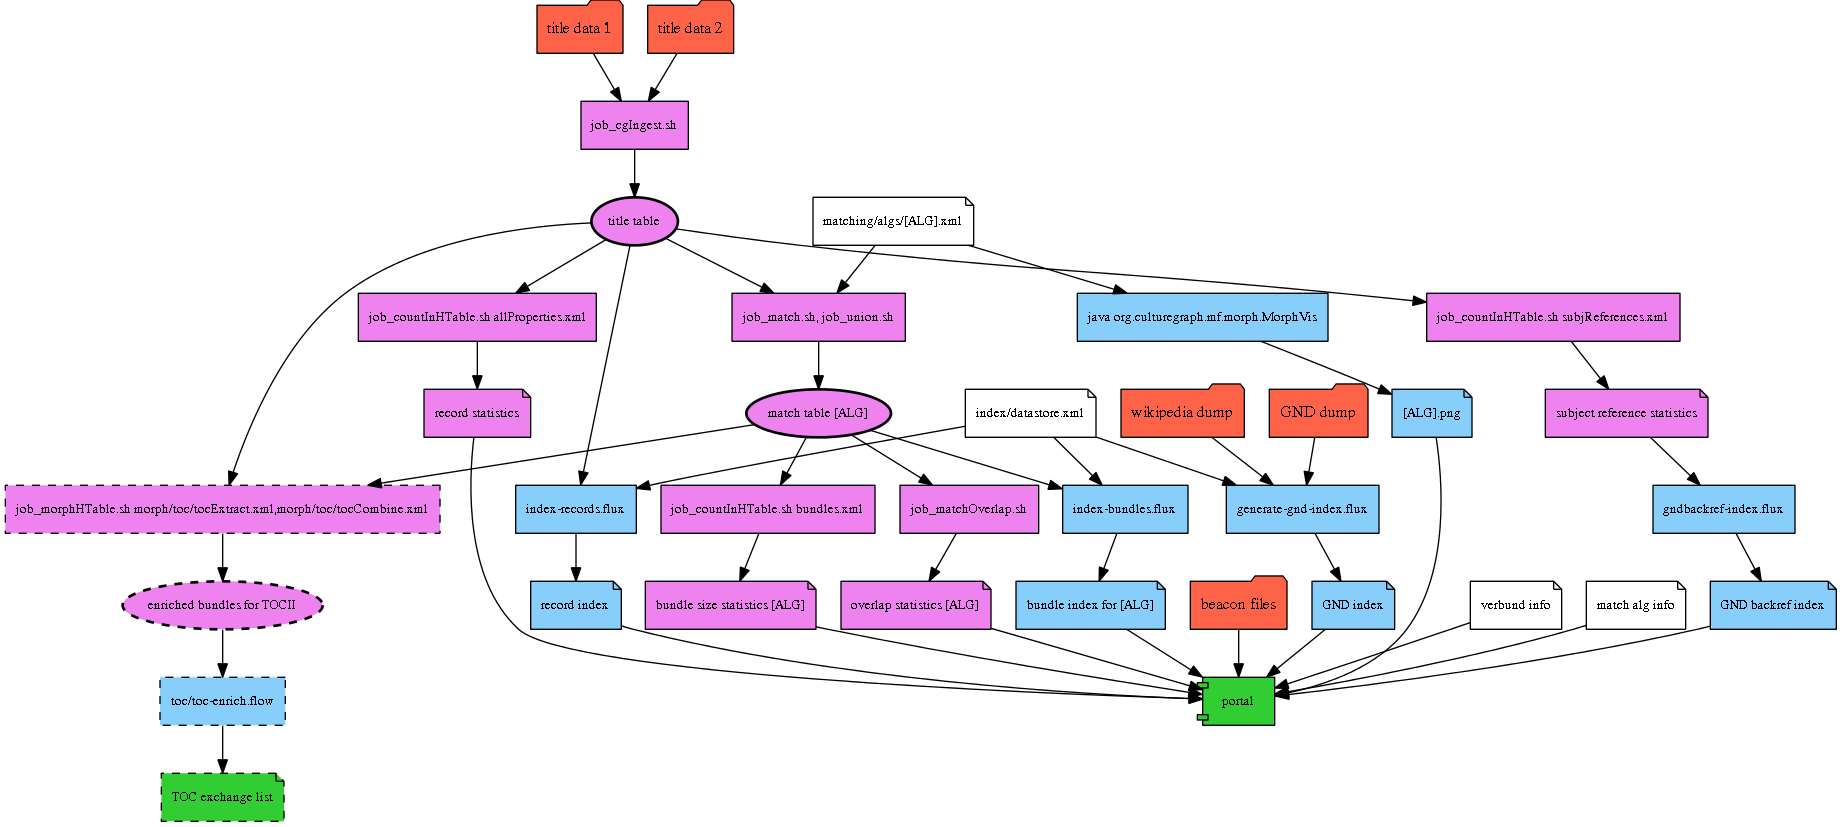 title data 1
title data 2
job_cgIngest.sh
title table
matching/algs/[ALG].xml
job_countInHTable.sh allProperties.xml
job_match.sh, job_union.sh
java org.culturegraph.mf.morph.MorphVis
job_countInHTable.sh subjReferences.xml
record statistics
match table [ALG]
index/datastore.xml
wikipedia dump
GND dump
[ALG].png
subject reference statistics
job_morphHTable.sh morph/toc/tocExtract.xml,morph/toc/tocCombine.xml
index-records.flux
job_countInHTable.sh bundles.xml
job_matchOverlap.sh
index-bundles.flux
generate-gnd-index.flux
gndbackref-index.flux
enriched bundles for TOCII
record index
bundle size statistics [ALG]
overlap statistics [ALG]
bundle index for [ALG]
beacon files
GND index
verbund info
match alg info
GND backref index
toc/toc-enrich.flow
portal
TOC exchange list